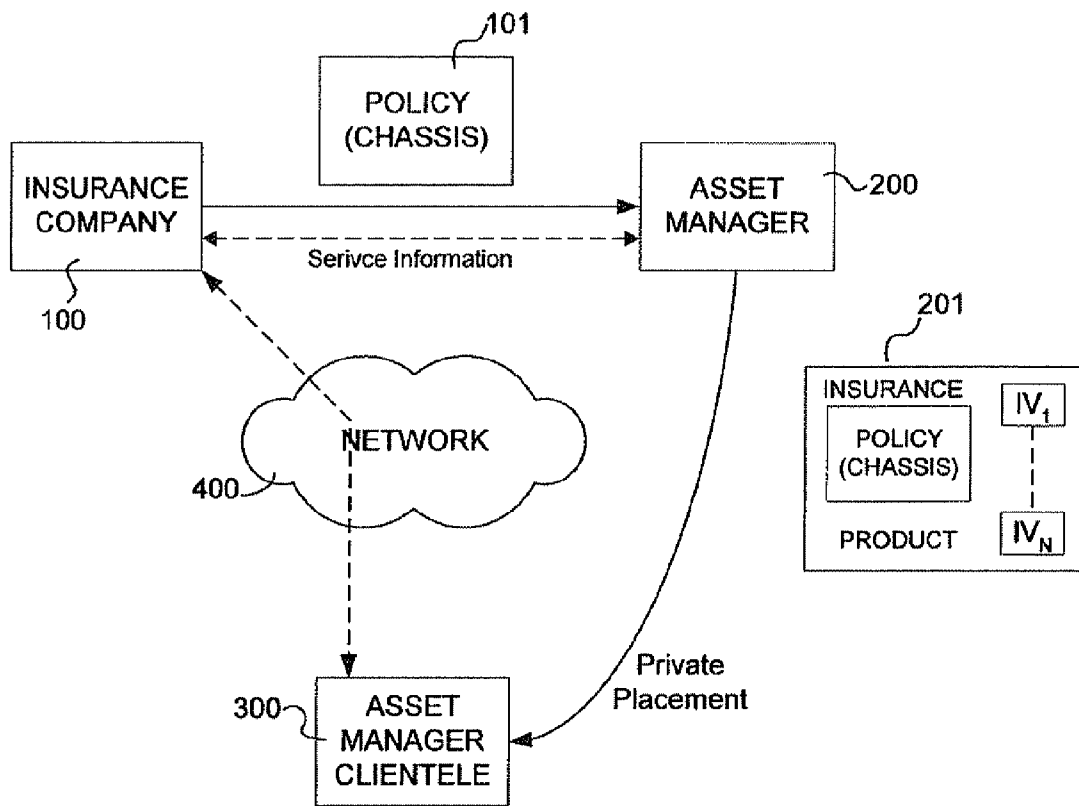 101
POLICY
(CHASSIS)
INSURANCE
COMPANY
100
ASSET
MANAGER
200
Serivce Information
201
INSURANCE
POLICY
(CHASSIS)
PRODUCT
IV1
IVN
NETWORK
400
Private
Placement
300
ASSET
MANAGER
CLIENTELE